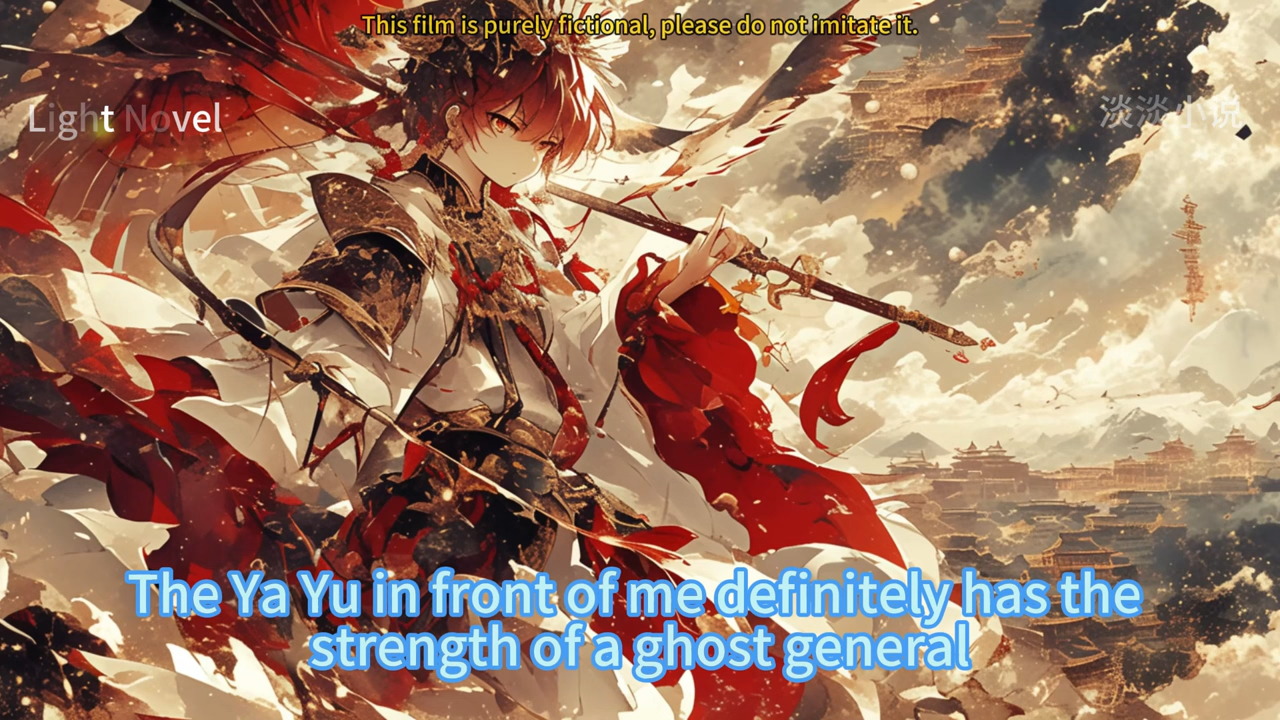 This film is purely fictional, please do not imitate it.
Light Novel
淡淡小说
The Ya Yu in front of me definitely has the
strength of a ghost general